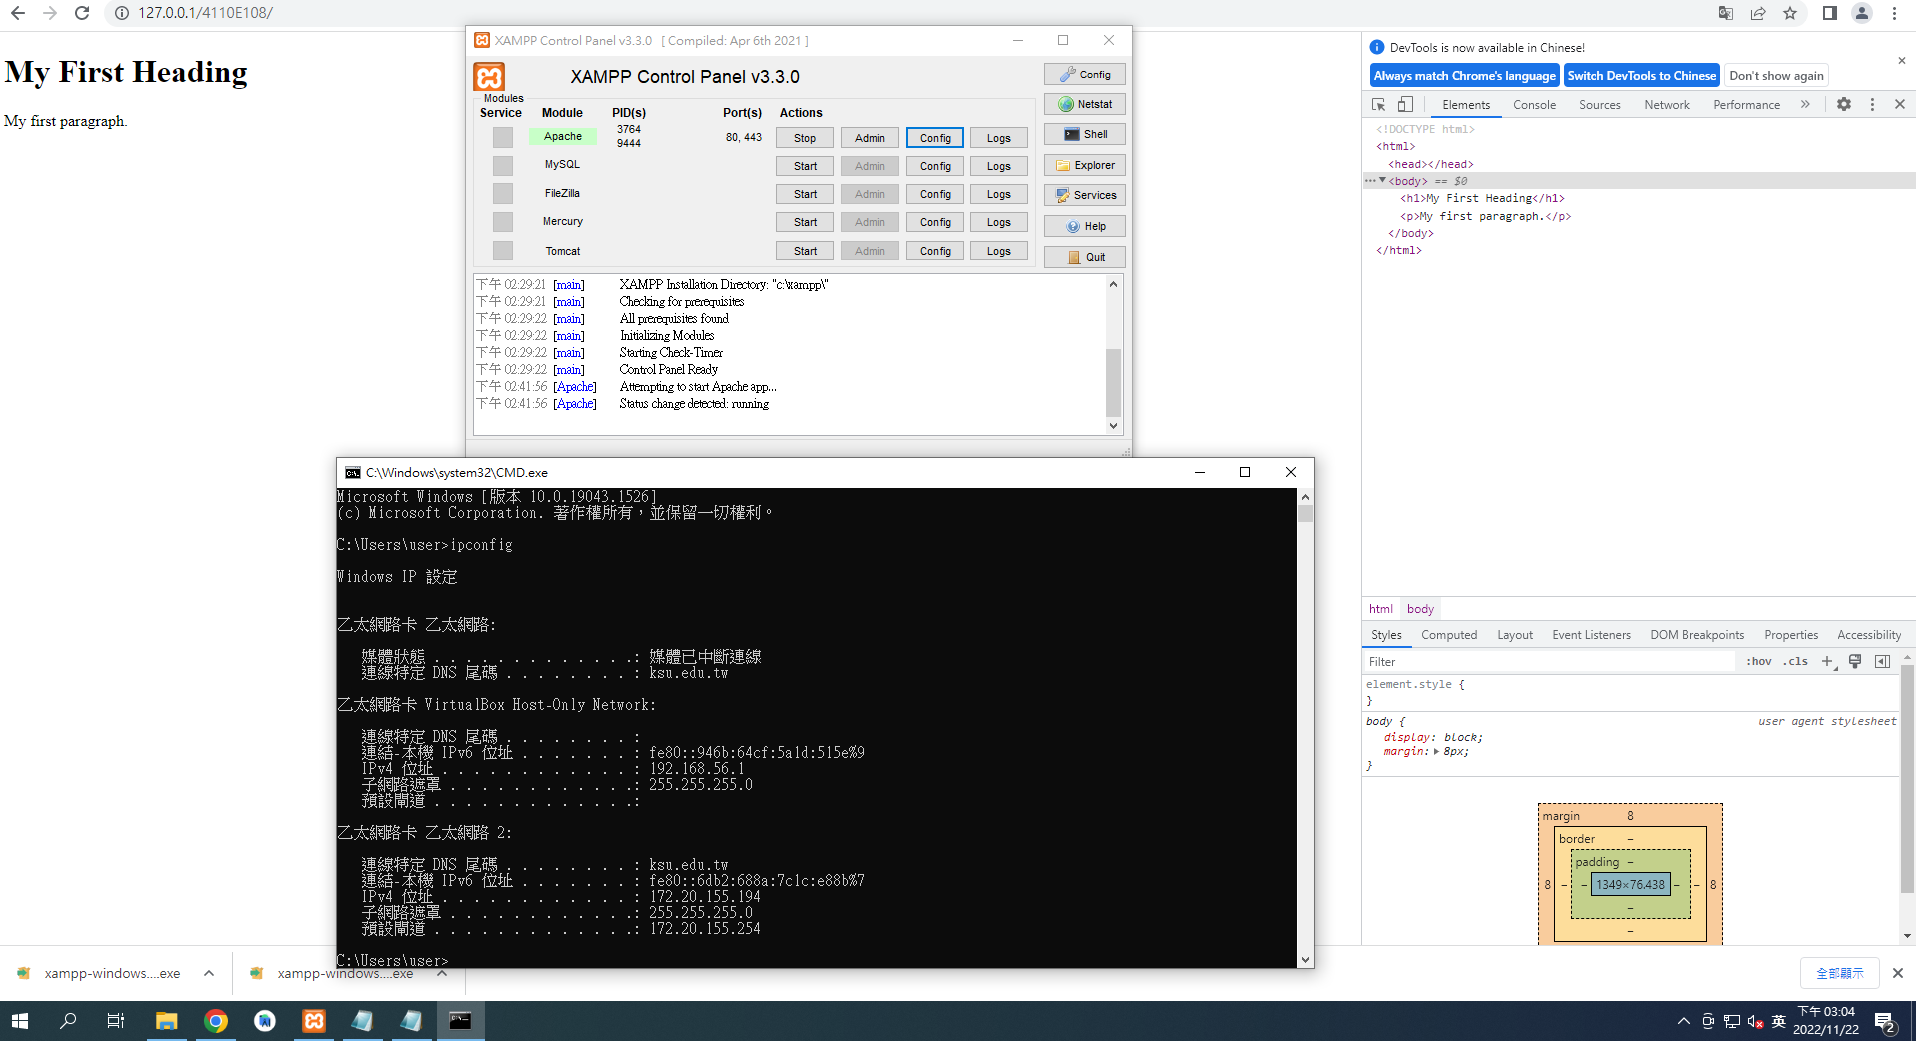 127.0.0.1/4110E108/
My First Heading
My first paragraph.
XAMPP Control Panel v3.3.0 [ Compiled: Apr 6th 2021 ]
XAMPP Control Panel v3.3.0
Config
Modules
Service Module PID(s) Port(s) Actions
Netstat
Apache 3764 9444 80, 443 Stop Admin Config Logs
Shell
MySQL Start Admin Config Logs
Explorer
FileZilla Start Admin Config Logs
Services
Mercury Start Admin Config Logs
Help
Tomcat Start Admin Config Logs
Quit
下午 02:29:21 [main] XAMPP Installation Directory: "c:\xampp\"
下午 02:29:21 [main] Checking for prerequisites
下午 02:29:22 [main] All prerequisites found
下午 02:29:22 [main] Initializing Modules
下午 02:29:22 [main] Starting Check-Timer
下午 02:29:22 [main] Control Panel Ready
下午 02:41:56 [Apache] Attempting to start Apache app...
下午 02:41:56 [Apache] Status change detected: running
C:\Windows\system32\CMD.exe
Microsoft Windows [版本 10.0.19043.1526]
(c) Microsoft Corporation. 著作權所有，並保留一切權利。
C:\Users\user>ipconfig
Windows IP 設定
乙太網路卡 乙太網路:
媒體狀態 . . . . . . . . . . . . .: 媒體已中斷連線
連線特定 DNS 尾碼 . . . . . . . . : ksu.edu.tw
乙太網路卡 VirtualBox Host-Only Network:
連線特定 DNS 尾碼 . . . . . . . . :
連結-本機 IPv6 位址 . . . . . . . : fe80::946b:64cf:5a1d:515e%9
IPv4 位址 . . . . . . . . . . . . : 192.168.56.1
子網路遮罩 . . . . . . . . . . . .: 255.255.255.0
預設閘道 . . . . . . . . . . . . .:
乙太網路卡 乙太網路 2:
連線特定 DNS 尾碼 . . . . . . . . : ksu.edu.tw
連結-本機 IPv6 位址 . . . . . . . : fe80::6db2:688a:7c1c:e88b%7
IPv4 位址 . . . . . . . . . . . . : 172.20.155.194
子網路遮罩 . . . . . . . . . . . .: 255.255.255.0
預設閘道 . . . . . . . . . . . . .: 172.20.155.254
C:\Users\user>
DevTools is now available in Chinese!
Always match Chrome's language Switch DevTools to Chinese Don't show again
Elements Console Sources Network Performance »
<!DOCTYPE html>
<html>
<head></head>
<body> == $0
<h1>My First Heading</h1>
<p>My first paragraph.</p>
</body>
</html>
html body
Styles Computed Layout Event Listeners DOM Breakpoints Properties Accessibility
Filter :hov .cls +
element.style {
}
body { user agent stylesheet
display: block;
margin: 8px;
}
margin 8
border –
padding –
8 – – 1349×76.438 – – 8
–
–
xampp-windows....exe xampp-windows....exe 全部顯示
英 下午 03:04
2022/11/22 2